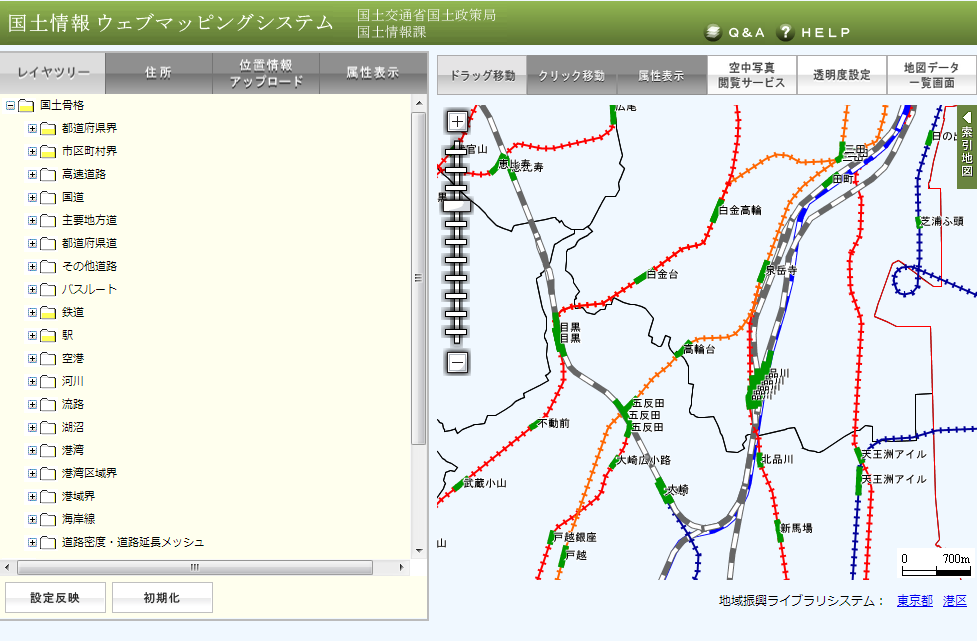 国土情報 ウェブマッピングシステム
国土交通省国土政策局
国土情報課
Q&A
? HELP
レイヤツリー
住所
位置情報
アップロード
属性表示
国土骨格
都道府県界
市区町村界
高速道路
国道
主要地方道
都道府県道
その他道路
バスルート
鉄道
駅
空港
河川
流路
湖沼
港湾
港湾区域界
港域界
海岸線
道路密度・道路延長メッシュ
設定反映
初期化
ドラッグ移動
クリック移動
属性表示
空中写真
閲覧サービス
透明度設定
地図データ
一覧画面
索引地図
広尾
官山
恵比寿
恵比寿
三田
田町
日の出
白金高輪
芝浦ふ頭
白金台
泉岳寺
目黒
目黒
高輪台
品川
品川
品川
五反田
五反田
五反田
不動前
大崎広小路
北品川
天王洲アイル
天王洲アイル
武蔵小山
大崎
新馬場
戸越銀座
戸越
山
0 700m
地域振興ライブラリシステム： 東京都 港区